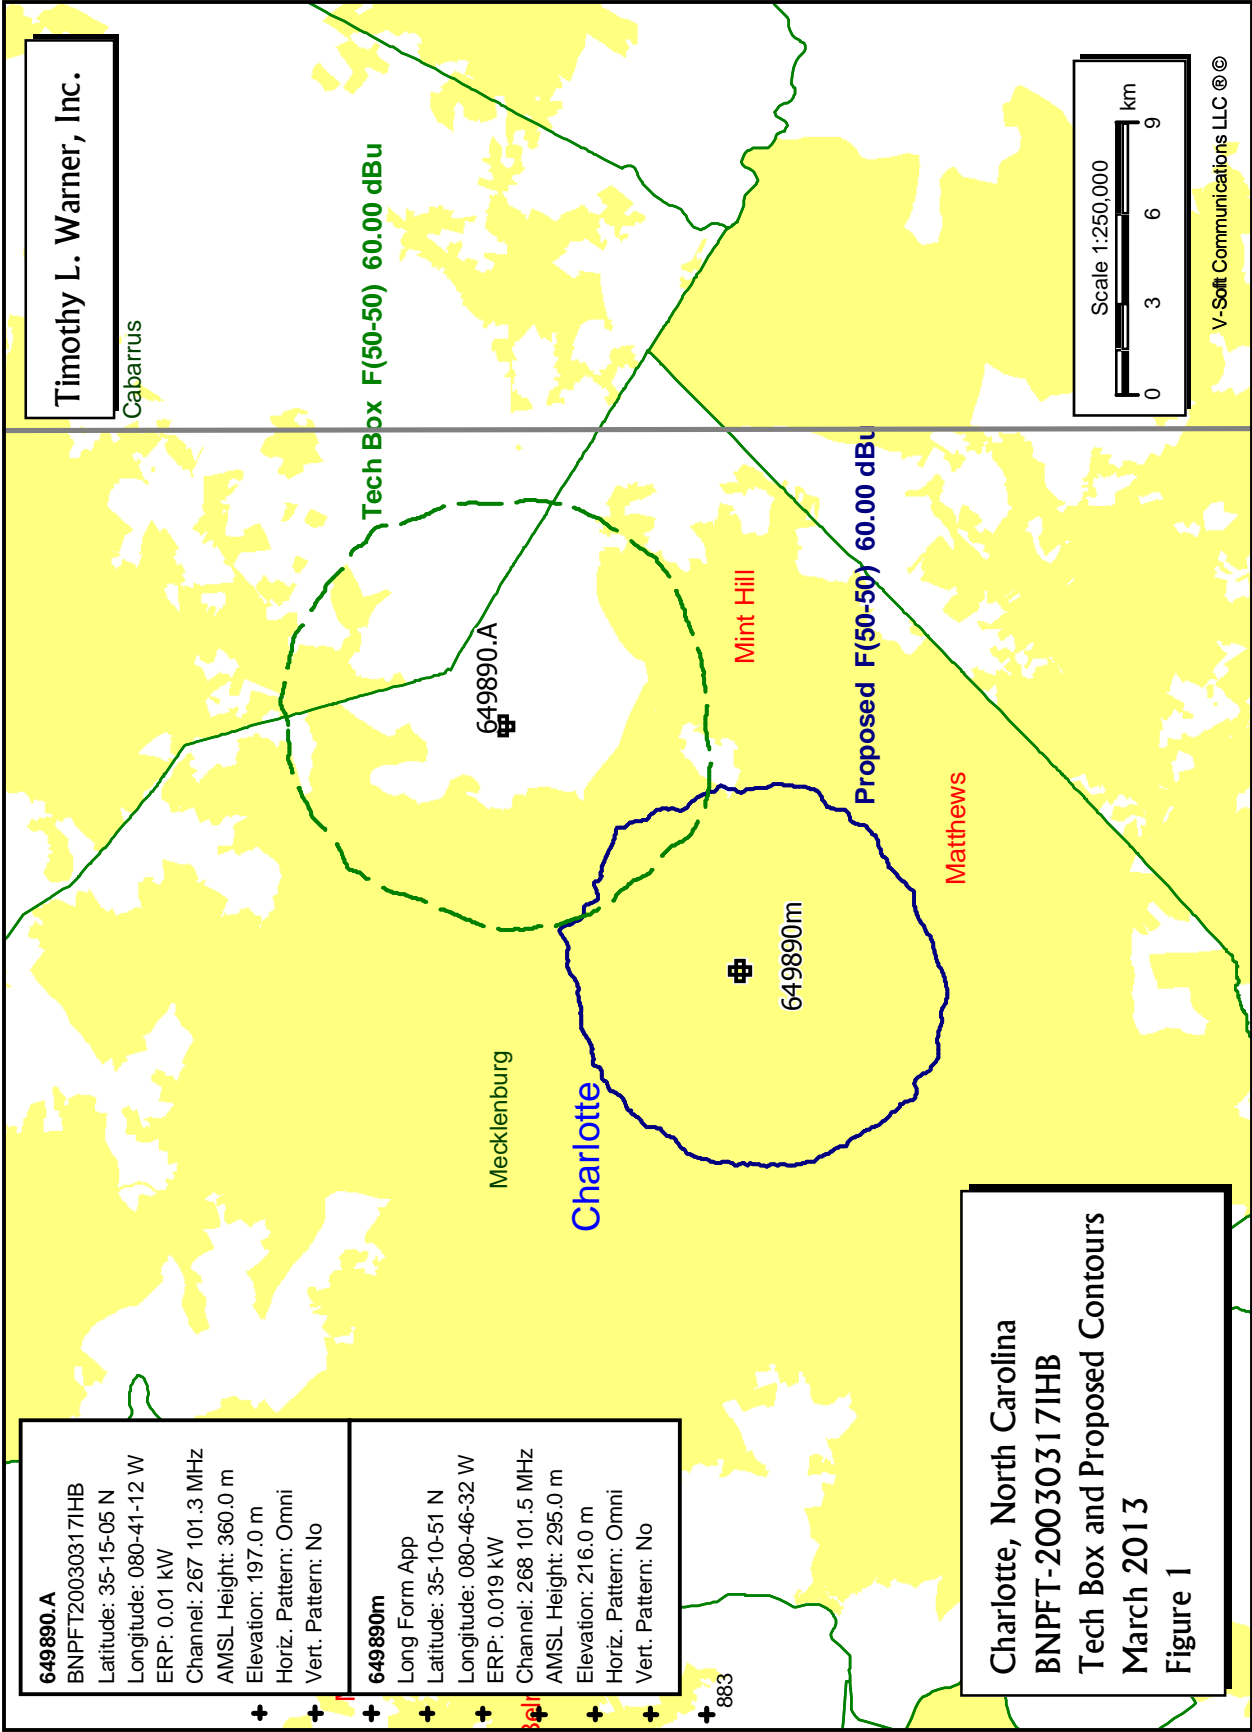 649890.A
BNPFT20030317IHB
Latitude: 35-15-05 N
Longitude: 080-41-12 W
ERP: 0.01 kW
Channel: 267 101.3 MHz
AMSL Height: 360.0 m
Elevation: 197.0 m
Horiz. Pattern: Omni
Vert. Pattern: No
649890m
Long Form App
Latitude: 35-10-51 N
Longitude: 080-46-32 W
ERP: 0.019 kW
Channel: 268 101.5 MHz
AMSL Height: 295.0 m
Elevation: 216.0 m
Horiz. Pattern: Omni
Vert. Pattern: No
883
Timothy L. Warner, Inc.
Cabarrus
Tech Box F(50-50) 60.00 dBu
649890.A
Mecklenburg
Charlotte
Mint Hill
649890m
Proposed F(50-50) 60.00 dBu
Matthews
Charlotte, North Carolina
BNPFT-20030317IHB
Tech Box and Proposed Contours
March 2013
Figure 1
Scale 1:250,000
km
0 3 6 9
V-Soft Communications LLC ® ©